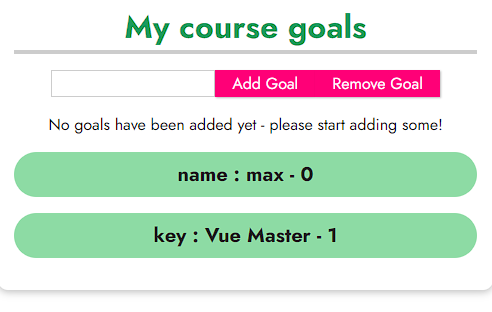 My course goals
Add Goal Remove Goal
No goals have been added yet - please start adding some!
name : max - 0
key : Vue Master - 1